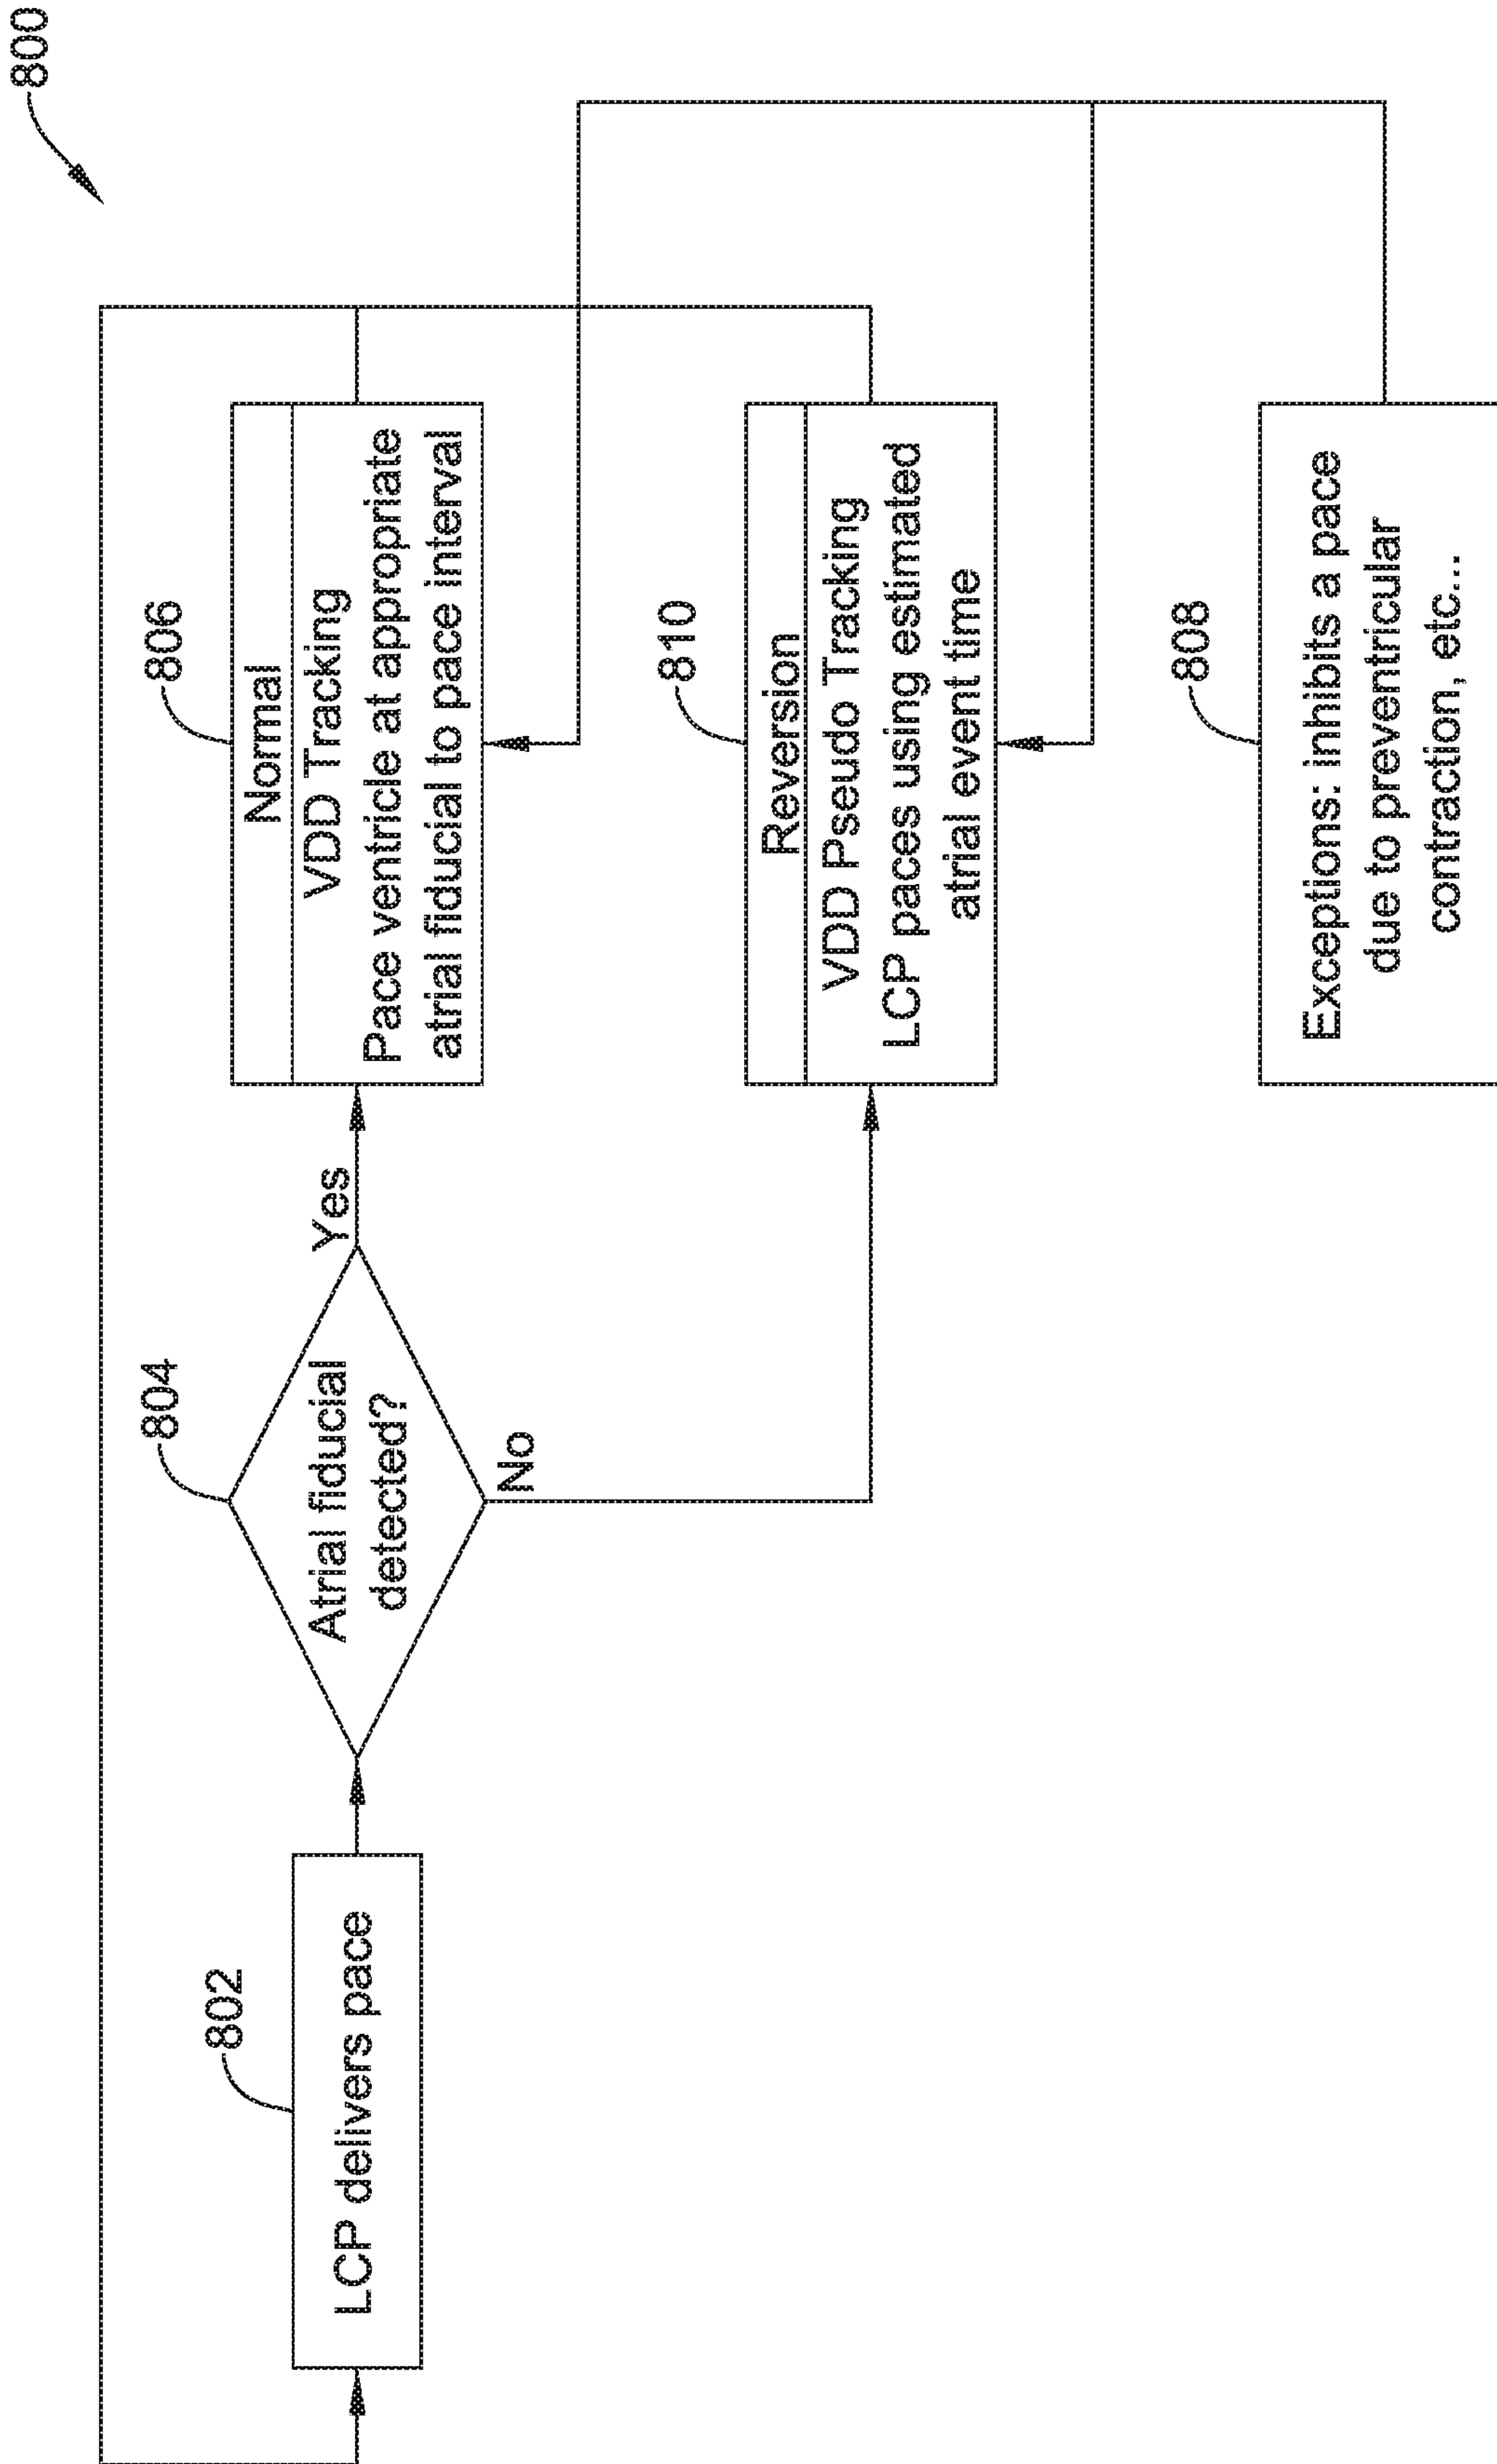 800
802
LCP delivers pace
804
Atrial fiducial
detected?
Yes
No
806
Normal
VDD Tracking
Pace ventricle at appropriate
atrial fiducial to pace interval
810
Reversion
VDD Pseudo Tracking
LCP paces using estimated
atrial event time
808
Exceptions: inhibits a pace
due to preventricular
contraction, etc...